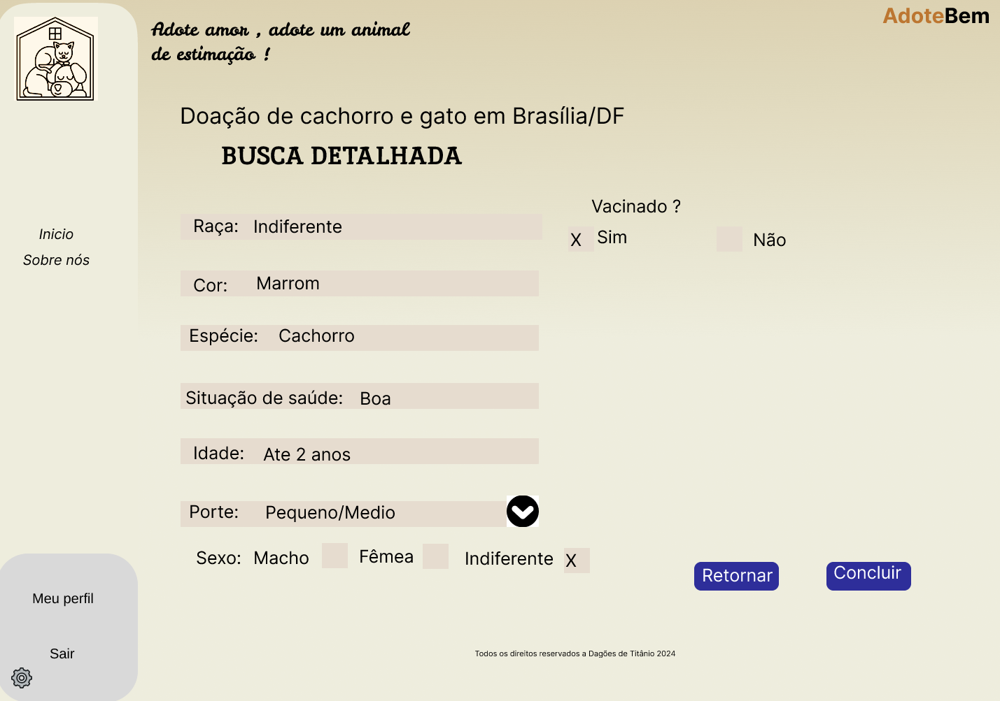 Adote amor , adote um animal
de estimação !
AdoteBem
Doação de cachorro e gato em Brasília/DF
BUSCA DETALHADA
Inicio
Sobre nós
Raça: Indiferente
Vacinado ?
X Sim
Não
Cor: Marrom
Espécie: Cachorro
Situação de saúde: Boa
Idade: Ate 2 anos
Porte: Pequeno/Medio
Sexo: Macho Fêmea Indiferente X
Retornar
Concluir
Meu perfil
Sair
Todos os direitos reservados a Dagões de Titânio 2024